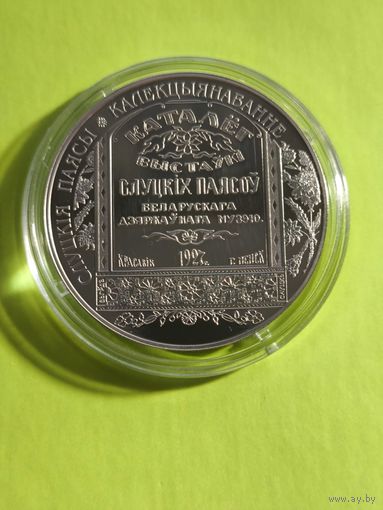 СЛУЦКІЯ ПАЯСЫ • КАЛЕКЦЫЯНАВАННЕ
КАТАЛЁГ
ВЫСТАЎКІ
СЛУЦКІХ ПАЯСОЎ
БЕЛАРУСКАГА
ДЗЯРЖАЎНАГА МУЗЭЮ.
КРАСАВІК 1927. Г. МЕНСК
www.ay.by